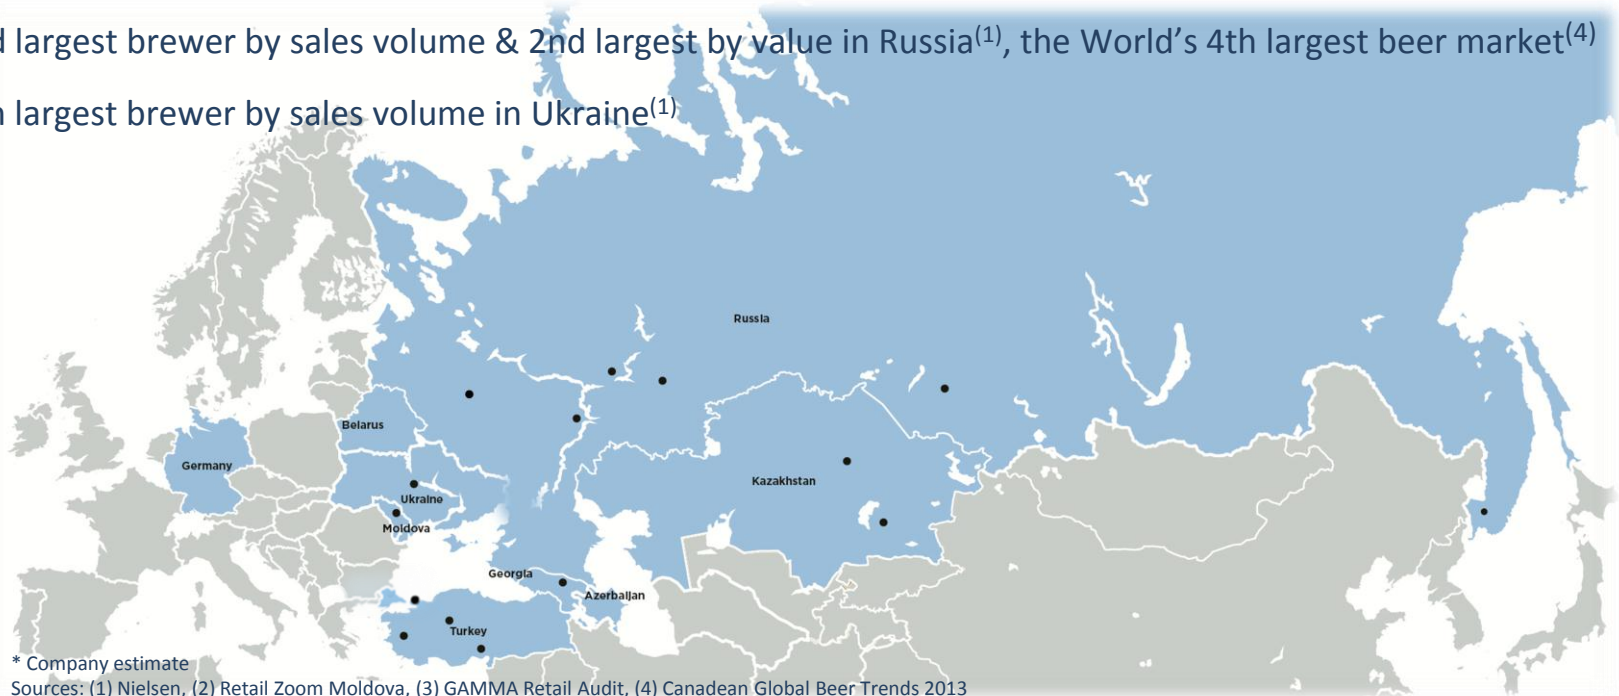 largest brewer by sales volume & 2nd largest by value in Russia(1), the World's 4th largest beer market(4)
largest brewer by sales volume in Ukraine(1)
Russia
Belarus
Germany
Kazakhstan
Ukraine
Moldova
Georgia
Azerbaijan
Turkey
* Company estimate
Sources: (1) Nielsen, (2) Retail Zoom Moldova, (3) GAMMA Retail Audit, (4) Canadean Global Beer Trends 2013